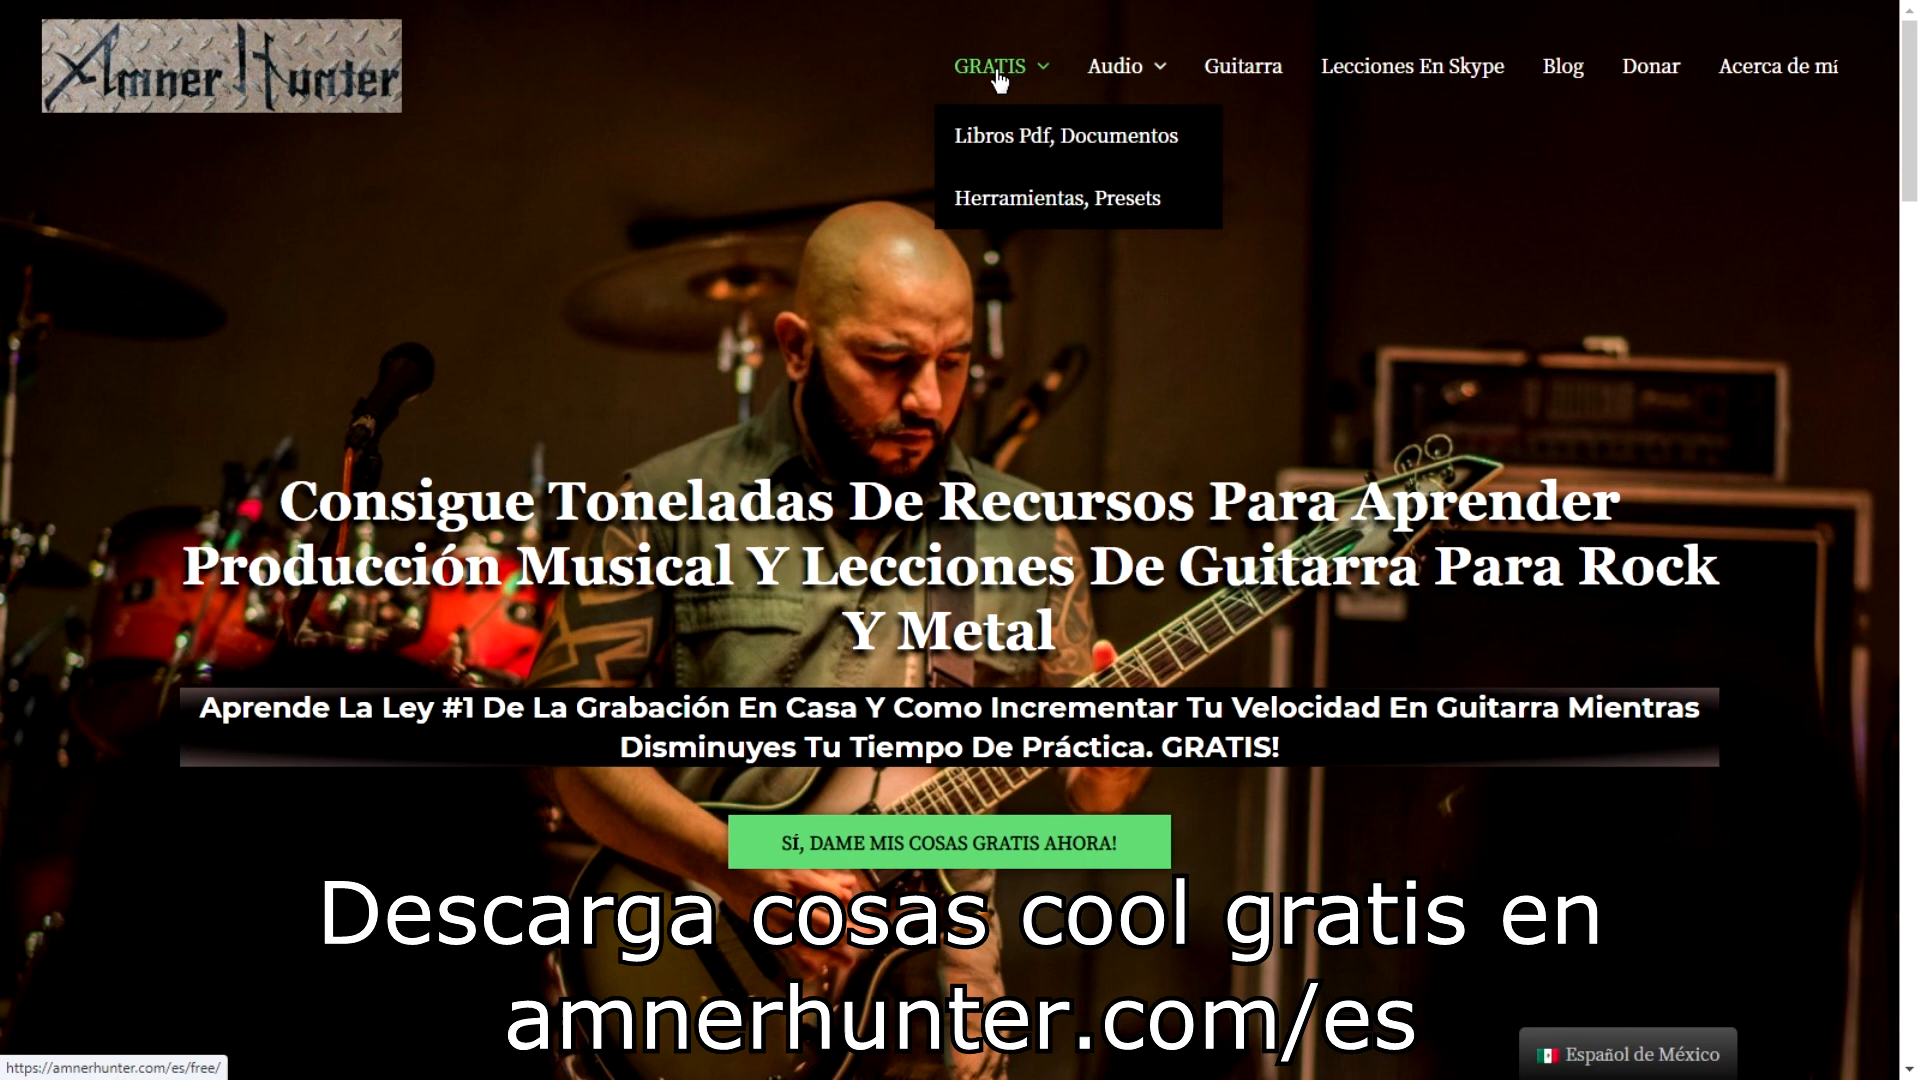 Amner Hunter
GRATIS Audio Guitarra Lecciones En Skype Blog Donar Acerca de mí
Libros Pdf, Documentos
Herramientas, Presets
Consigue Toneladas De Recursos Para Aprender
Producción Musical Y Lecciones De Guitarra Para Rock
Y Metal
Aprende La Ley #1 De La Grabación En Casa Y Como Incrementar Tu Velocidad En Guitarra Mientras
Disminuyes Tu Tiempo De Práctica. GRATIS!
SÍ, DAME MIS COSAS GRATIS AHORA!
Descarga cosas cool gratis en
amnerhunter.com/es
Español de México
https://amnerhunter.com/es/free/